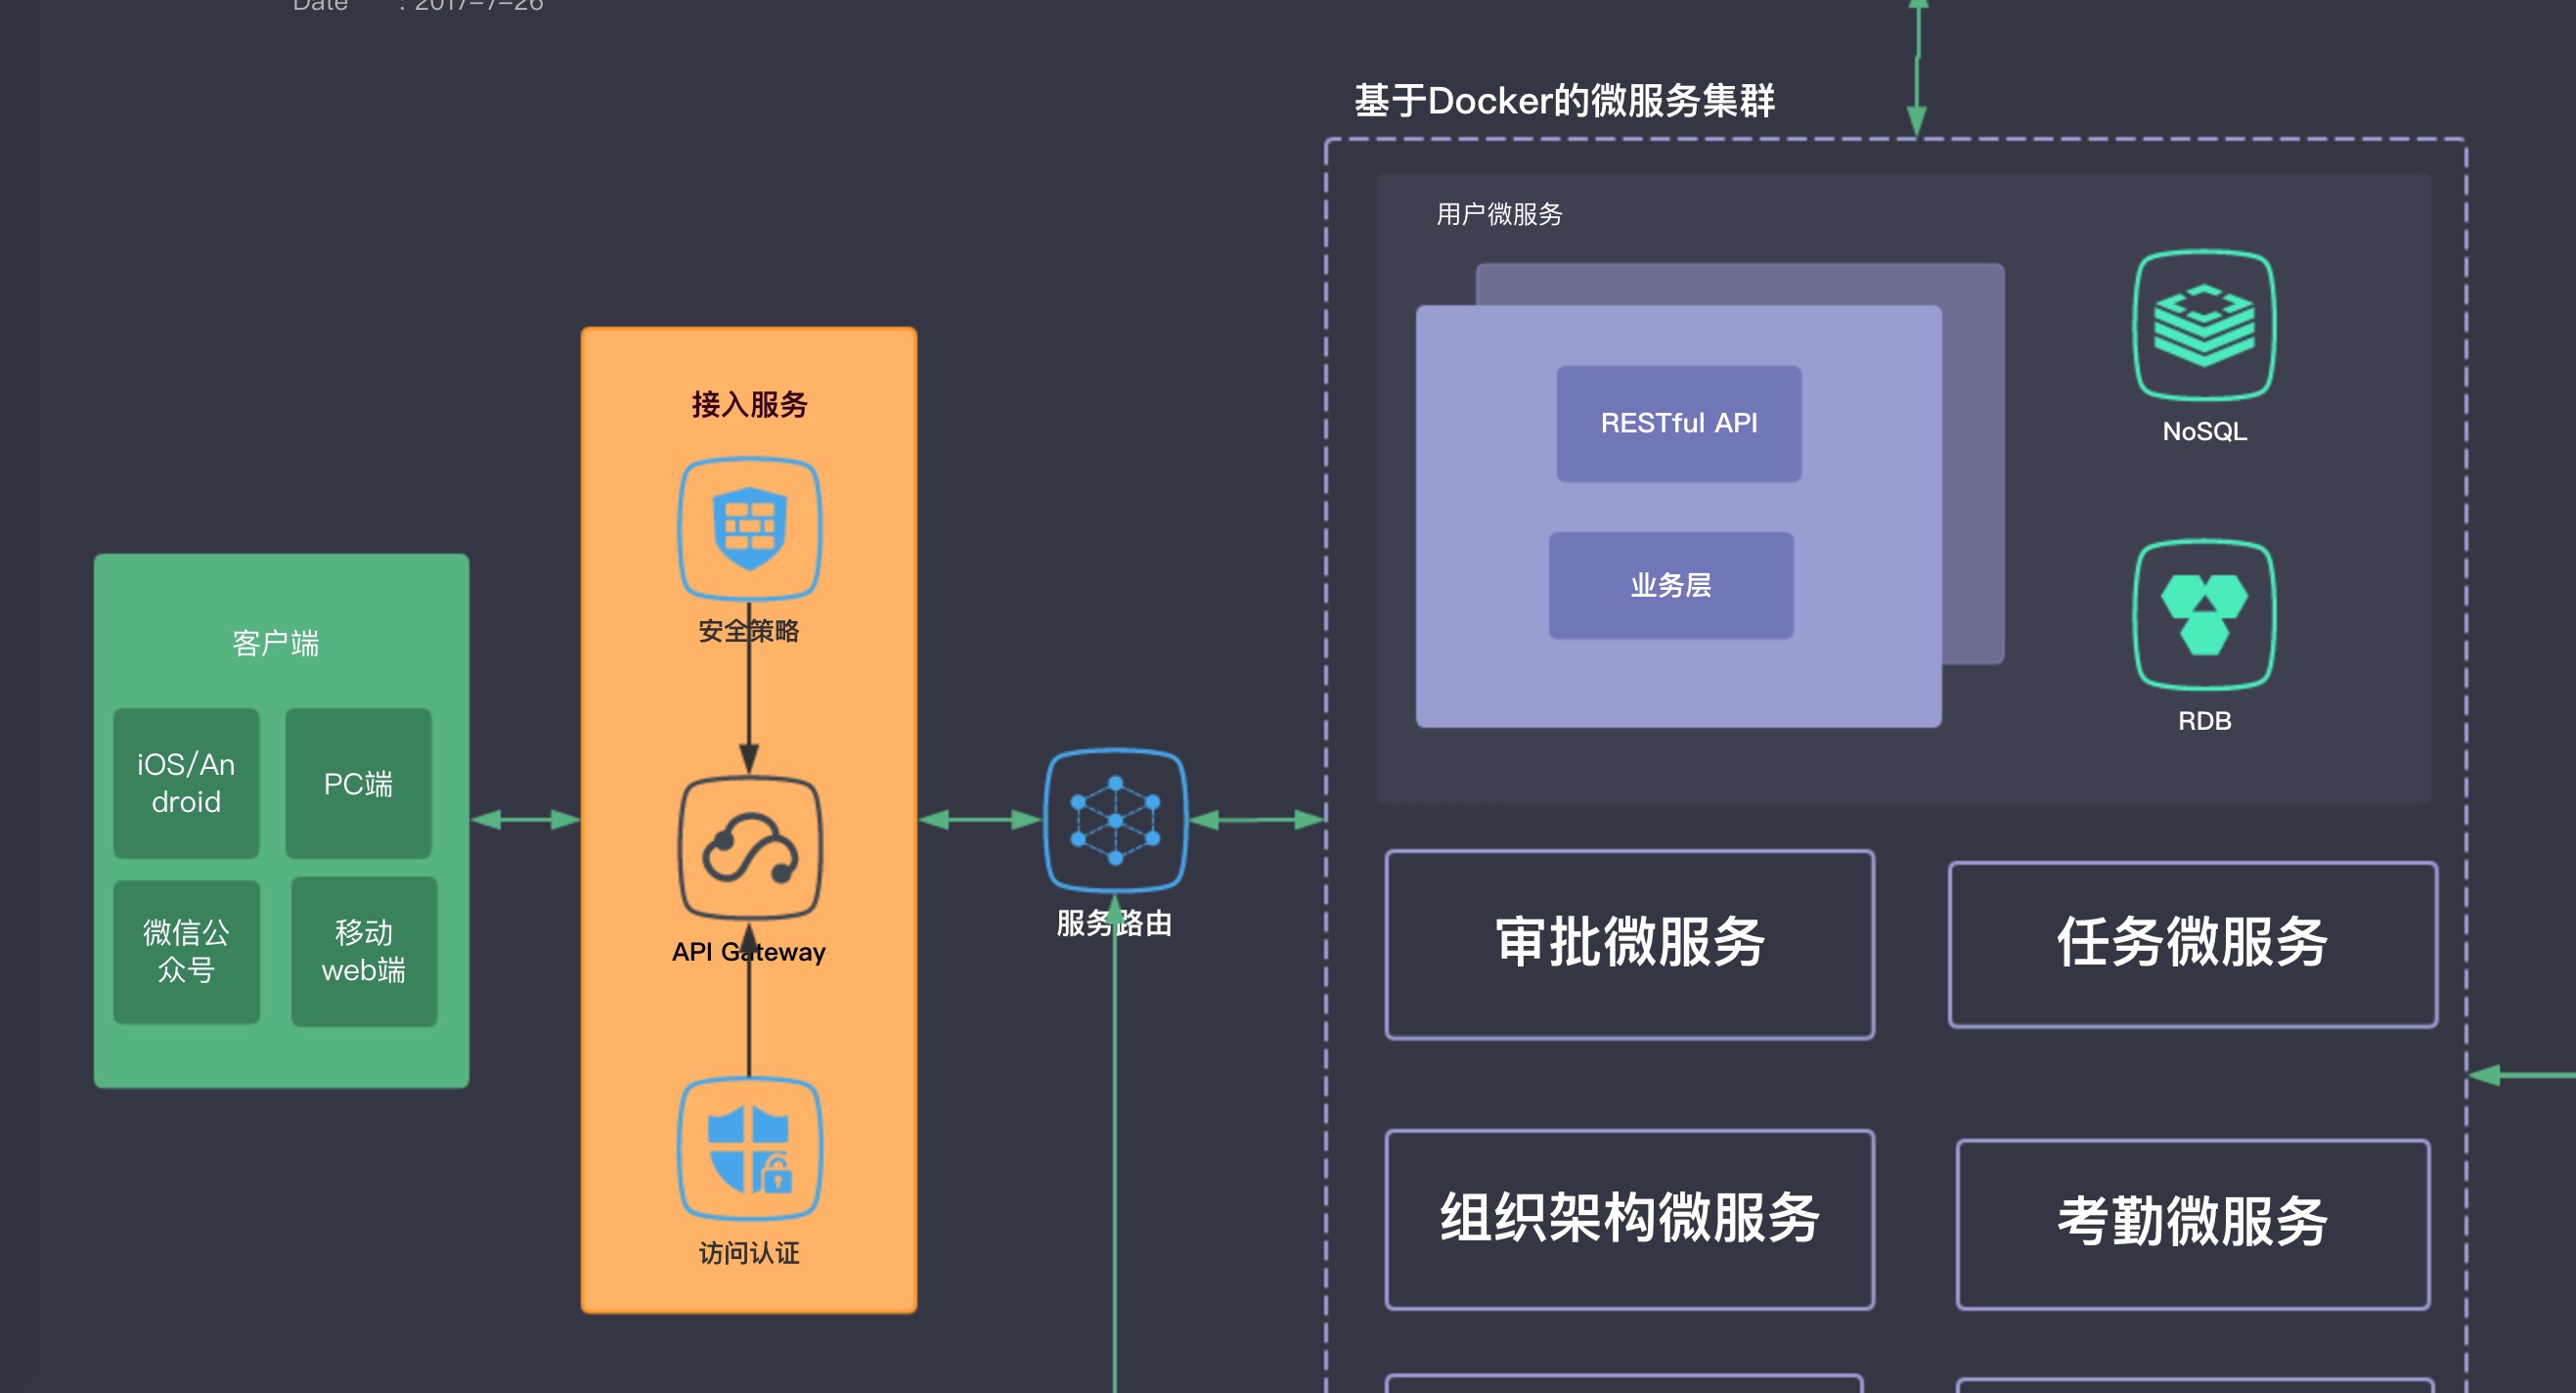 Date : 2017-7-26
基于Docker的微服务集群
用户微服务
RESTful API
业务层
NoSQL
RDB
接入服务
安全策略
API Gateway
访问认证
客户端
iOS/An
droid
PC端
微信公
众号
移动
web端
服务路由
审批微服务
任务微服务
组织架构微服务
考勤微服务